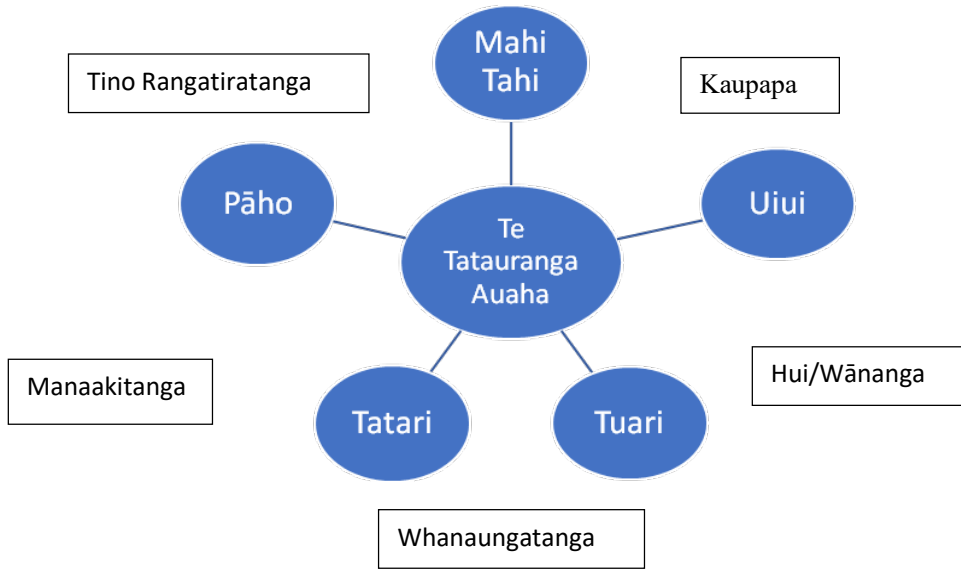 Mahi
Tahi
Tino Rangatiratanga
Kaupapa
Pāho
Uiui
Te
Tatauranga
Auaha
Manaakitanga
Hui/Wānanga
Tatari
Tuari
Whanaungatanga